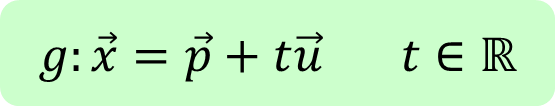 g: x⃗ = p⃗ + tu⃗ t ∈ ℝ